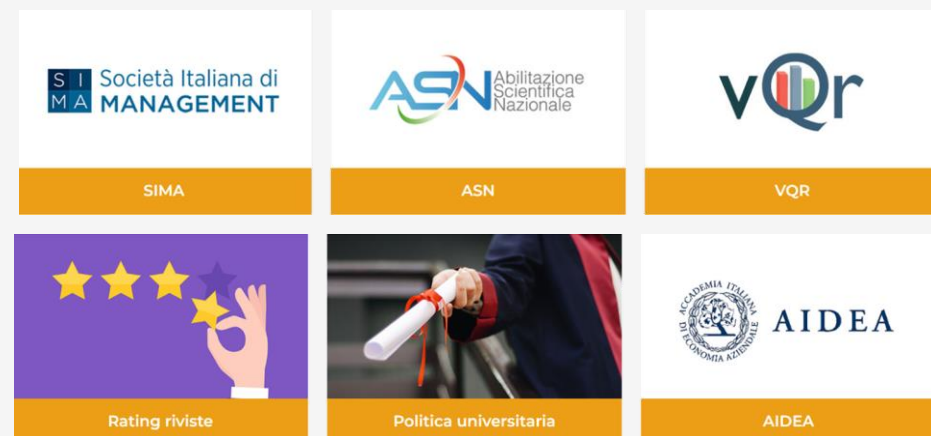 S I Società Italiana di
M A MANAGEMENT
ASN Abilitazione
Scientifica
Nazionale
vQr
SIMA
ASN
VQR
ACCADEMIA ITALIANA
DI ECONOMIA AZIENDALE
AIDEA
Rating riviste
Politica universitaria
AIDEA